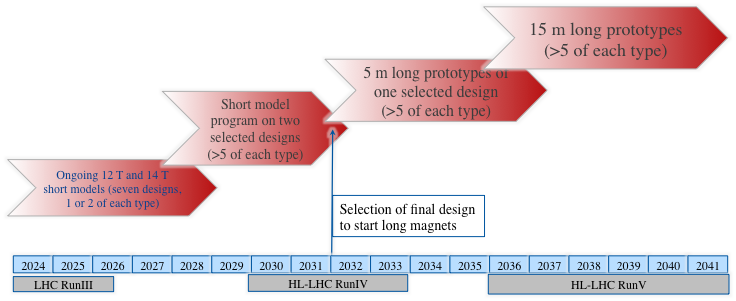 15 m long prototypes
(>5 of each type)
5 m long prototypes of
one selected design
(>5 of each type)
Short model
program on two
selected designs
(>5 of each type)
Ongoing 12 T and 14 T
short models (seven designs,
1 or 2 of each type)
Selection of final design
to start long magnets
2024 2025 2026 2027 2028 2029 2030 2031 2032 2033 2034 2035 2036 2037 2038 2039 2040 2041
LHC RunIII HL-LHC RunIV HL-LHC RunV